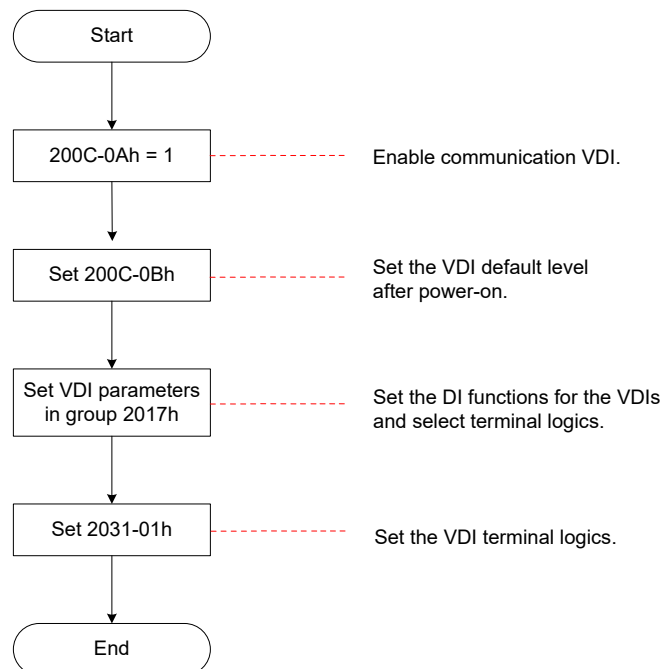 Start
200C-0Ah = 1
Enable communication VDI.
Set 200C-0Bh
Set the VDI default level
after power-on.
Set VDI parameters
in group 2017h
Set the DI functions for the VDIs
and select terminal logics.
Set 2031-01h
Set the VDI terminal logics.
End